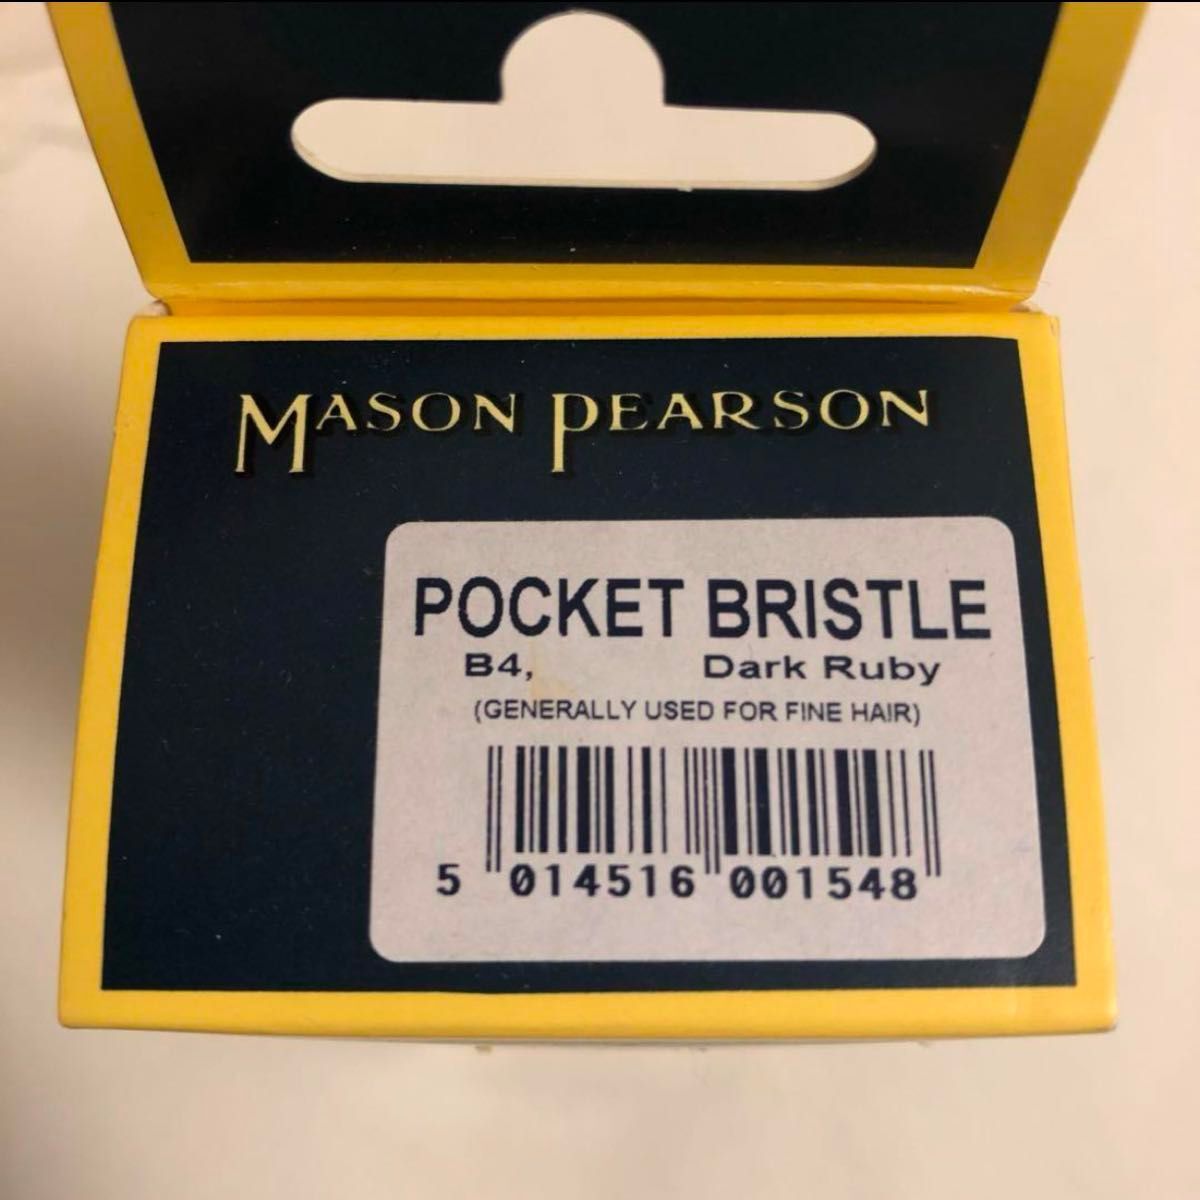 MASON PEARSON
POCKET BRISTLE
B4, Dark Ruby
(GENERALLY USED FOR FINE HAIR)
5 014516 001548